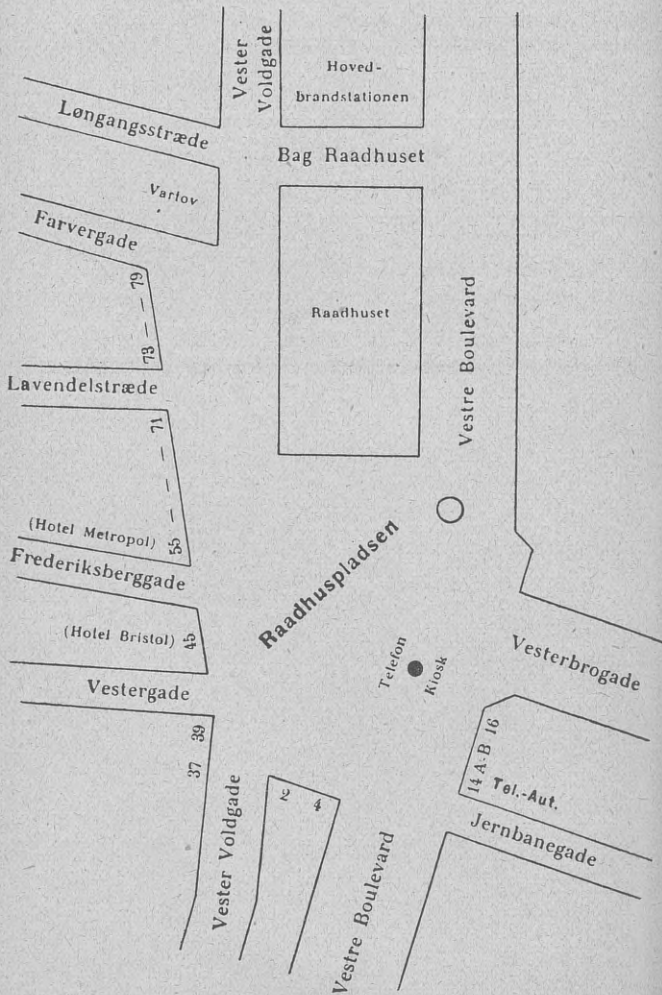 Vester
Voldgade
Hoved-
brandstationen
Løngangsstræde
Bag Raadhuset
Vartov
Farvergade
79
73
Raadhuset
Vestre Boulevard
Lavendelstræde
71
55
(Hotel Metropol)
Frederiksberggade
Raadhuspladsen
(Hotel Bristol)
45
Telefon
Kiosk
Vesterbrogade
Vestergade
39
37
14 A-B 16
Tel.-Aut.
2
4
Jernbanegade
Vester Voldgade
Vestre Boulevard